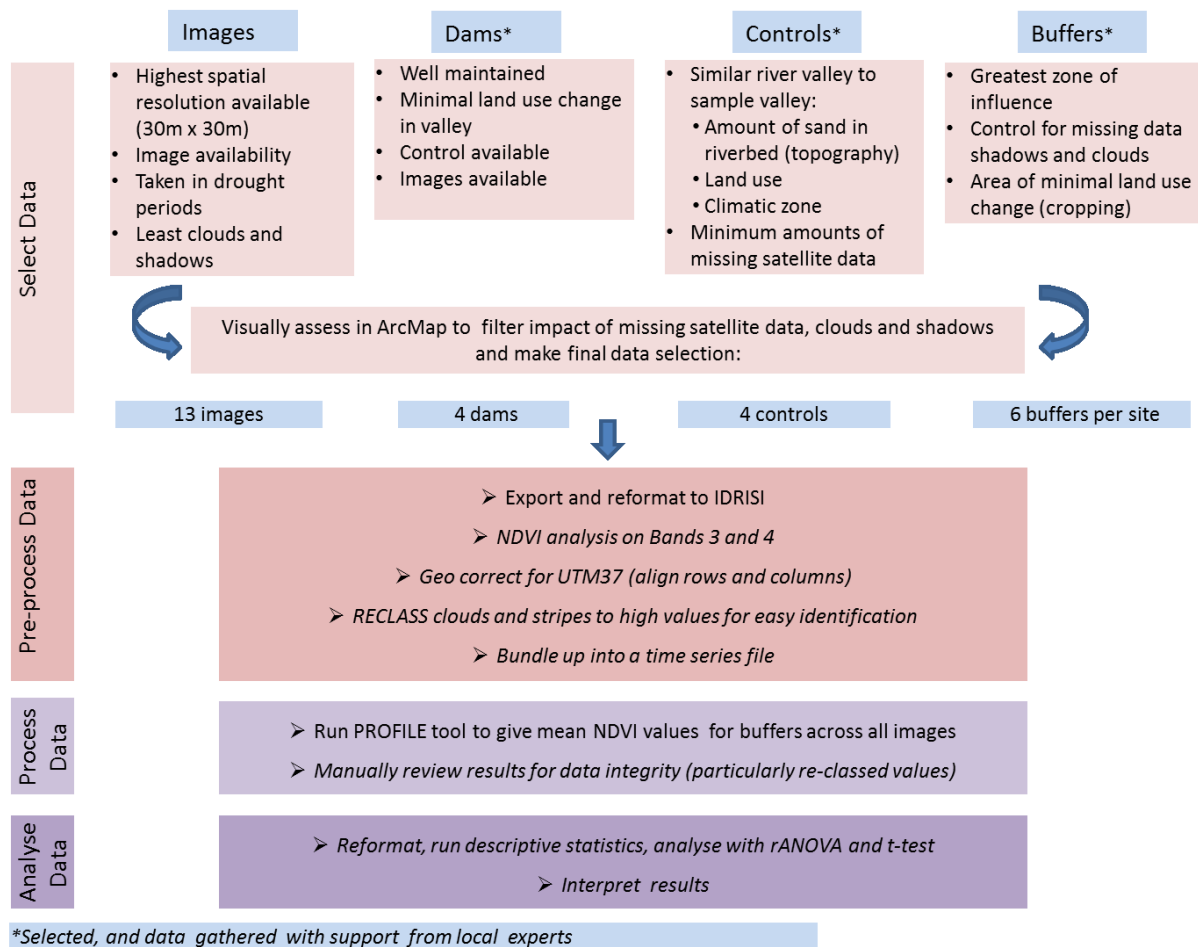 Images
Dams*
Controls*
Buffers*
Select Data
• Highest spatial
resolution available
(30m x 30m)
• Image availability
• Taken in drought
periods
• Least clouds and
shadows
• Well maintained
• Minimal land use change
in valley
• Control available
• Images available
• Similar river valley to
sample valley:
• Amount of sand in
riverbed (topography)
• Land use
• Climatic zone
• Minimum amounts of
missing satellite data
• Greatest zone of
influence
• Control for missing data
shadows and clouds
• Area of minimal land use
change (cropping)
Visually assess in ArcMap to filter impact of missing satellite data, clouds and shadows
and make final data selection:
13 images
4 dams
4 controls
6 buffers per site
Pre-process Data
➢ Export and reformat to IDRISI
➢ NDVI analysis on Bands 3 and 4
➢ Geo correct for UTM37 (align rows and columns)
➢ RECLASS clouds and stripes to high values for easy identification
➢ Bundle up into a time series file
Process
Data
➢ Run PROFILE tool to give mean NDVI values for buffers across all images
➢ Manually review results for data integrity (particularly re-classed values)
Analyse
Data
➢ Reformat, run descriptive statistics, analyse with rANOVA and t-test
➢ Interpret results
*Selected, and data gathered with support from local experts